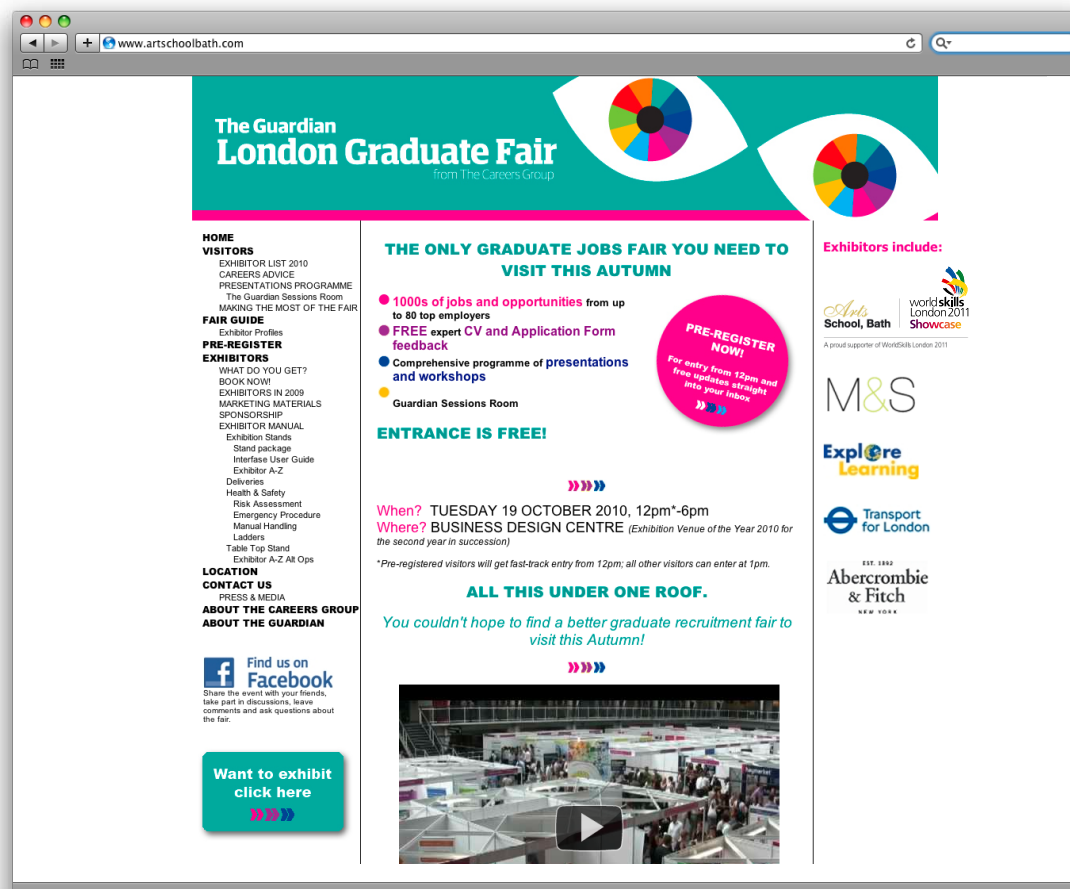 www.artschoolbath.com
The Guardian
London Graduate Fair
from The Careers Group
HOME
VISITORS
EXHIBITOR LIST 2010
CAREERS ADVICE
PRESENTATIONS PROGRAMME
The Guardian Sessions Room
MAKING THE MOST OF THE FAIR
FAIR GUIDE
Exhibitor Profiles
PRE-REGISTER
EXHIBITORS
WHAT DO YOU GET?
BOOK NOW!
EXHIBITORS IN 2009
MARKETING MATERIALS
SPONSORSHIP
EXHIBITOR MANUAL
Exhibition Stands
Stand package
Interfase User Guide
Exhibitor A-Z
Deliveries
Health & Safety
Risk Assessment
Emergency Procedure
Manual Handling
Ladders
Table Top Stand
Exhibitor A-Z Alt Ops
LOCATION
CONTACT US
PRESS & MEDIA
ABOUT THE CAREERS GROUP
ABOUT THE GUARDIAN
Find us on
Facebook
Share the event with your friends,
take part in discussions, leave
comments and ask questions about
the fair.
Want to exhibit
click here
THE ONLY GRADUATE JOBS FAIR YOU NEED TO
VISIT THIS AUTUMN
1000s of jobs and opportunities from up
to 80 top employers
FREE expert CV and Application Form
feedback
Comprehensive programme of presentations
and workshops
Guardian Sessions Room
PRE-REGISTER
NOW!
For entry from 12pm and
free updates straight
into your inbox
ENTRANCE IS FREE!
When? TUESDAY 19 OCTOBER 2010, 12pm*-6pm
Where? BUSINESS DESIGN CENTRE (Exhibition Venue of the Year 2010 for
the second year in succession)
*Pre-registered visitors will get fast-track entry from 12pm; all other visitors can enter at 1pm.
ALL THIS UNDER ONE ROOF.
You couldn't hope to find a better graduate recruitment fair to
visit this Autumn!
Exhibitors include:
Arts
School, Bath
worldskills
London 2011
Showcase
A proud supporter of WorldSkills London 2011
M&S
Explore
Learning
Transport
for London
EST. 1892
Abercrombie
& Fitch
NEW YORK